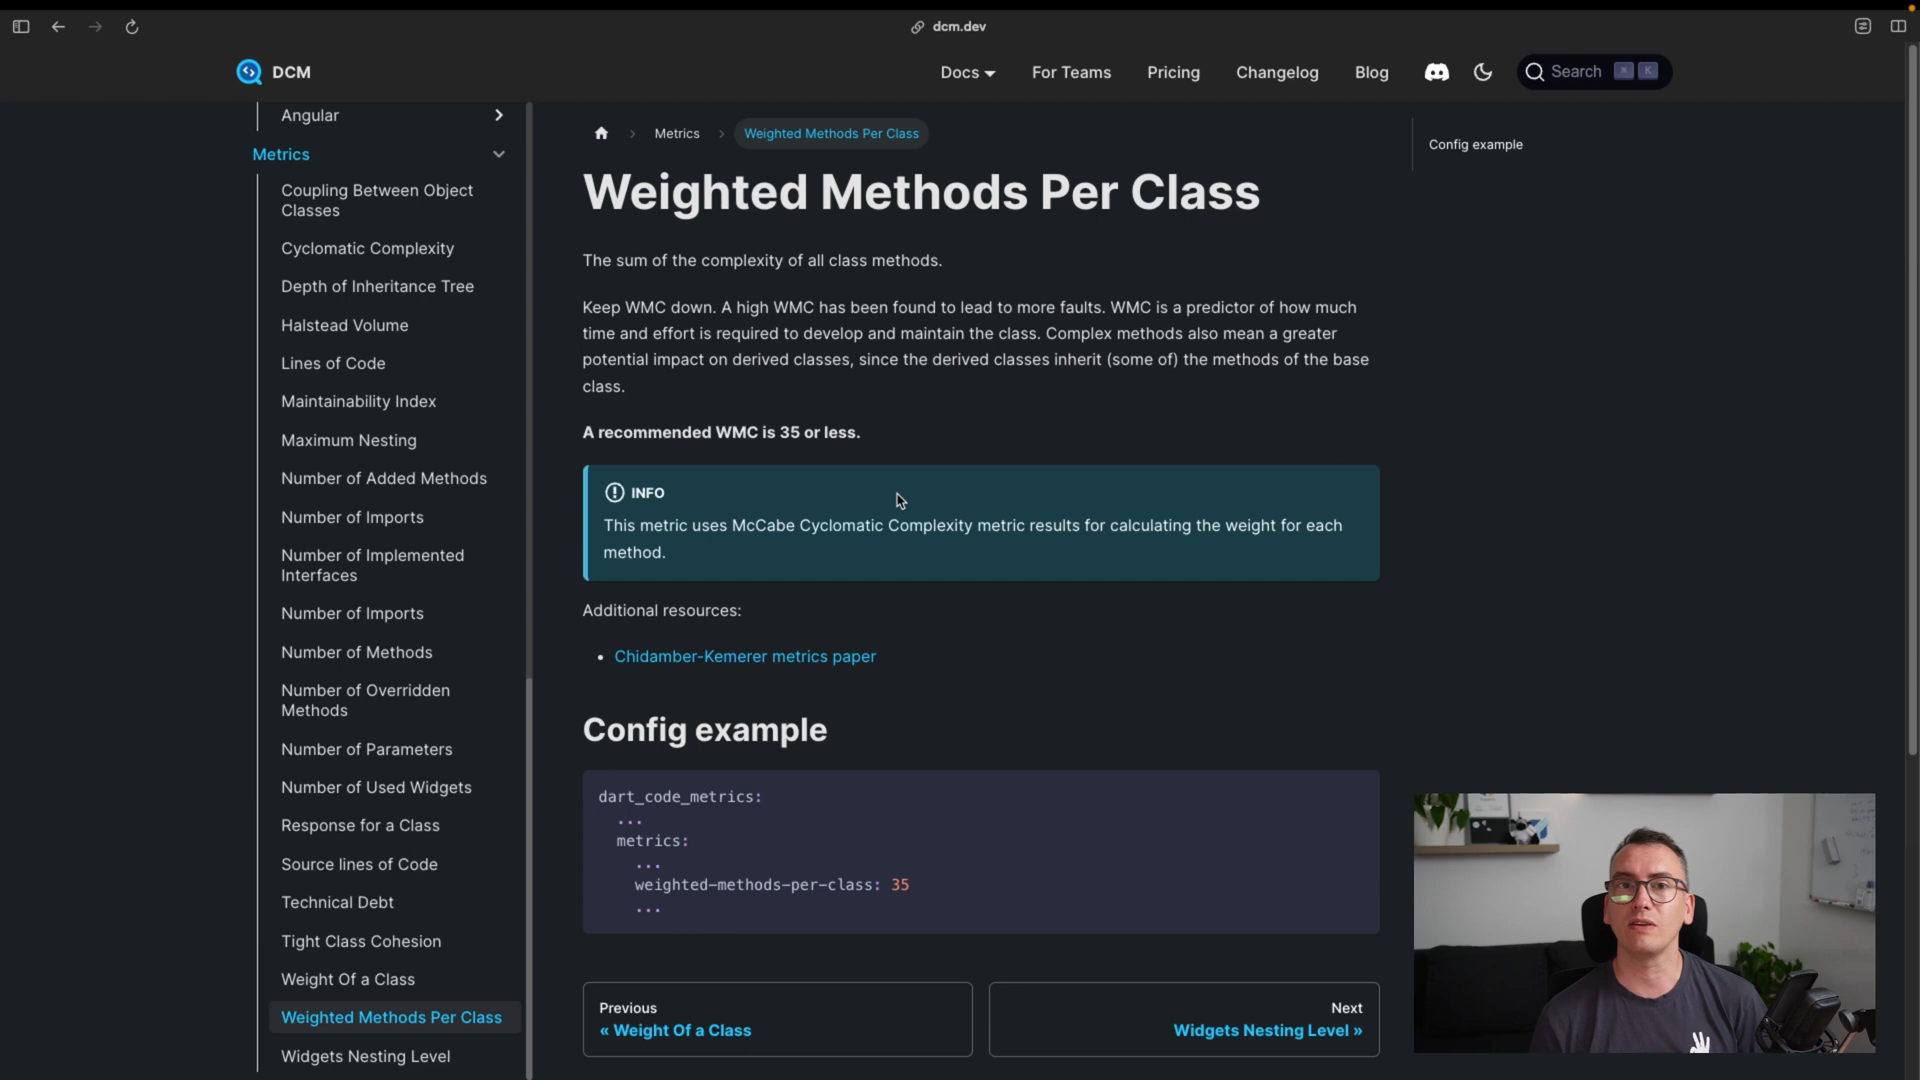 dcm.dev
DCM
Docs
For Teams
Pricing
Changelog
Blog
Search ⌘ K
Angular
Metrics
Coupling Between Object
Classes
Cyclomatic Complexity
Depth of Inheritance Tree
Halstead Volume
Lines of Code
Maintainability Index
Maximum Nesting
Number of Added Methods
Number of Imports
Number of Implemented
Interfaces
Number of Imports
Number of Methods
Number of Overridden
Methods
Number of Parameters
Number of Used Widgets
Response for a Class
Source lines of Code
Technical Debt
Tight Class Cohesion
Weight Of a Class
Weighted Methods Per Class
Widgets Nesting Level
Metrics
Weighted Methods Per Class
Weighted Methods Per Class
The sum of the complexity of all class methods.
Keep WMC down. A high WMC has been found to lead to more faults. WMC is a predictor of how much
time and effort is required to develop and maintain the class. Complex methods also mean a greater
potential impact on derived classes, since the derived classes inherit (some of) the methods of the base
class.
A recommended WMC is 35 or less.
INFO
This metric uses McCabe Cyclomatic Complexity metric results for calculating the weight for each
method.
Additional resources:
• Chidamber-Kemerer metrics paper
Config example
dart_code_metrics:
...
metrics:
...
weighted-methods-per-class: 35
...
Previous
« Weight Of a Class
Next
Widgets Nesting Level »
Config example